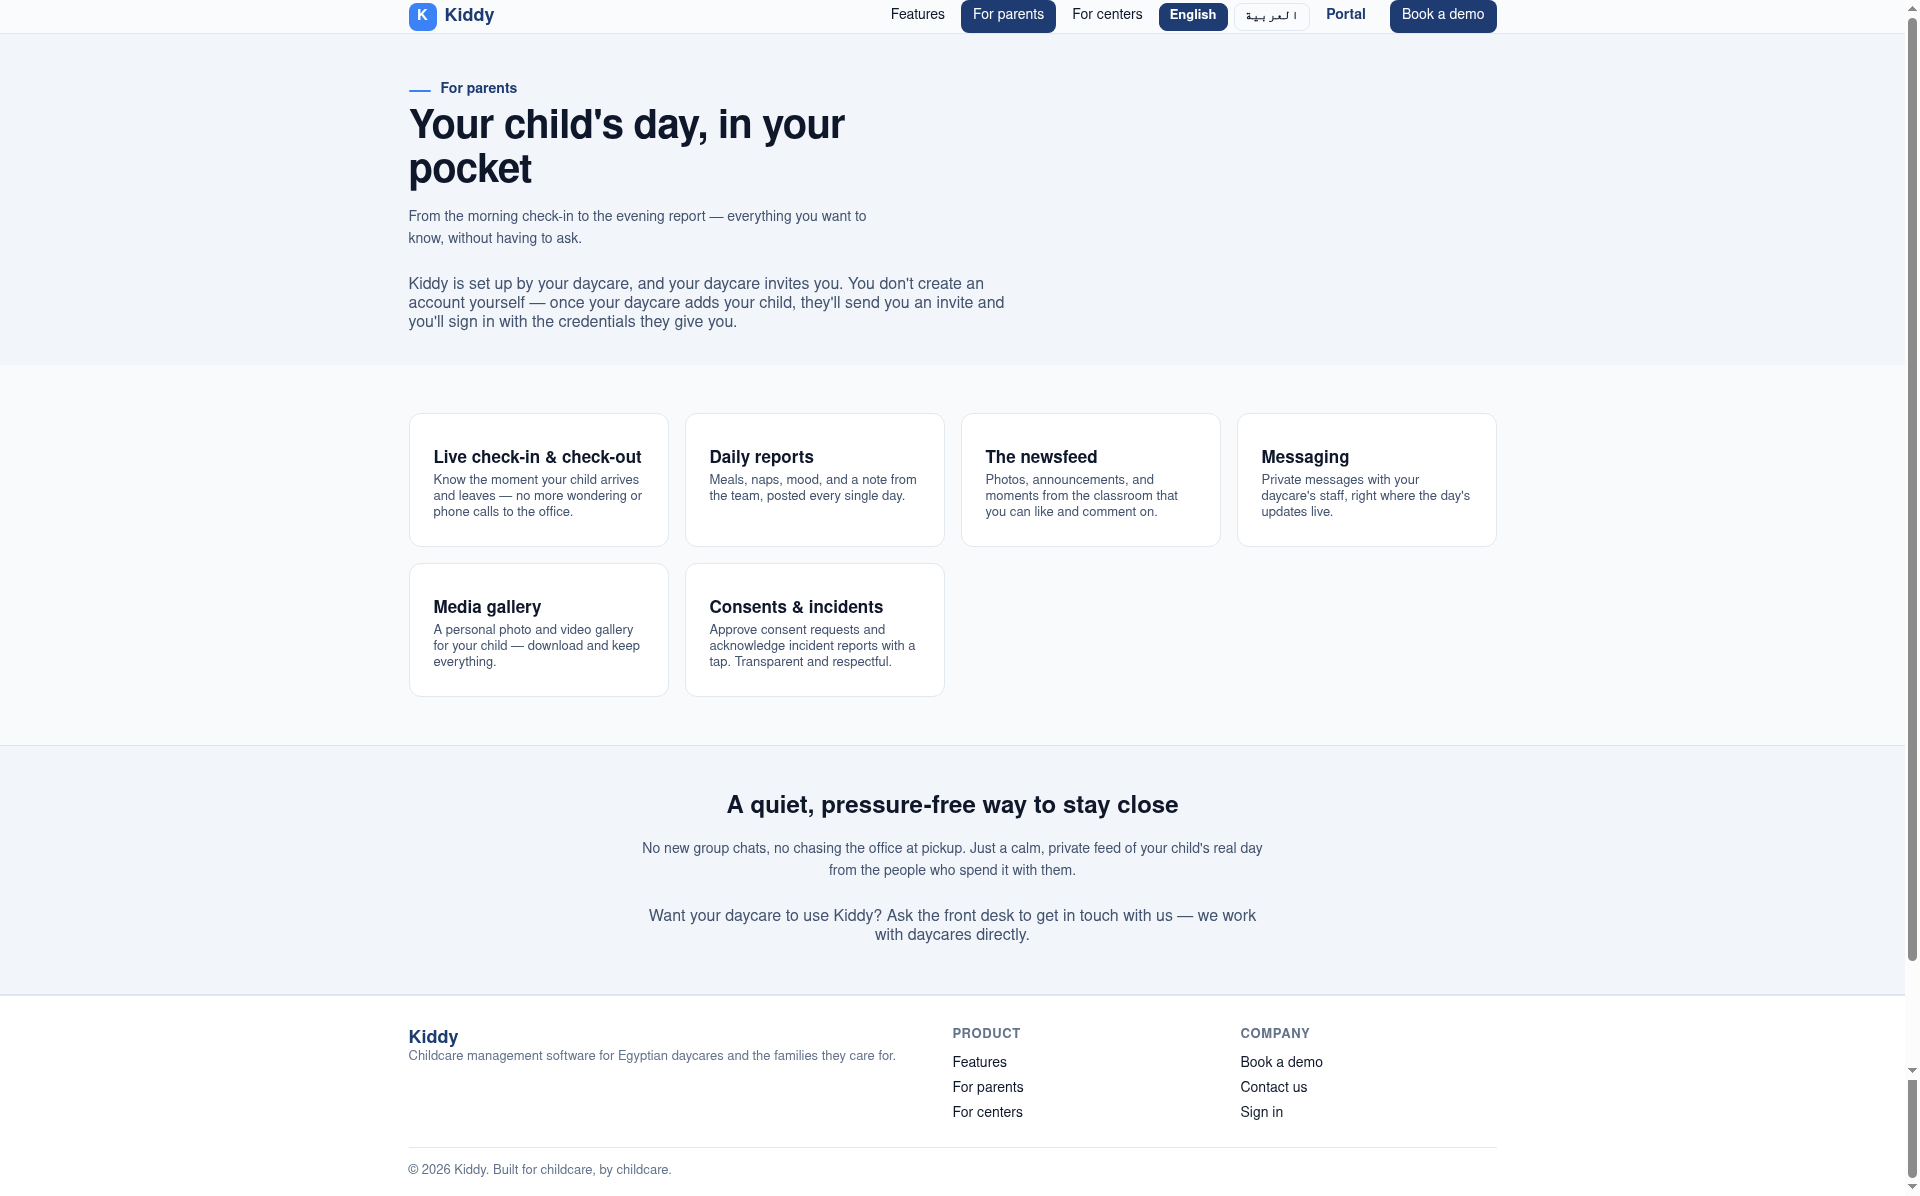 K Kiddy
Features For parents For centers English العربية Portal Book a demo
For parents
Your child's day, in your
pocket
From the morning check-in to the evening report — everything you want to
know, without having to ask.
Kiddy is set up by your daycare, and your daycare invites you. You don't create an
account yourself — once your daycare adds your child, they'll send you an invite and
you'll sign in with the credentials they give you.
Live check-in & check-out
Know the moment your child arrives
and leaves — no more wondering or
phone calls to the office.
Daily reports
Meals, naps, mood, and a note from
the team, posted every single day.
The newsfeed
Photos, announcements, and
moments from the classroom that
you can like and comment on.
Messaging
Private messages with your
daycare's staff, right where the day's
updates live.
Media gallery
A personal photo and video gallery
for your child — download and keep
everything.
Consents & incidents
Approve consent requests and
acknowledge incident reports with a
tap. Transparent and respectful.
A quiet, pressure-free way to stay close
No new group chats, no chasing the office at pickup. Just a calm, private feed of your child's real day
from the people who spend it with them.
Want your daycare to use Kiddy? Ask the front desk to get in touch with us — we work
with daycares directly.
Kiddy
Childcare management software for Egyptian daycares and the families they care for.
PRODUCT
Features
For parents
For centers
COMPANY
Book a demo
Contact us
Sign in
© 2026 Kiddy. Built for childcare, by childcare.